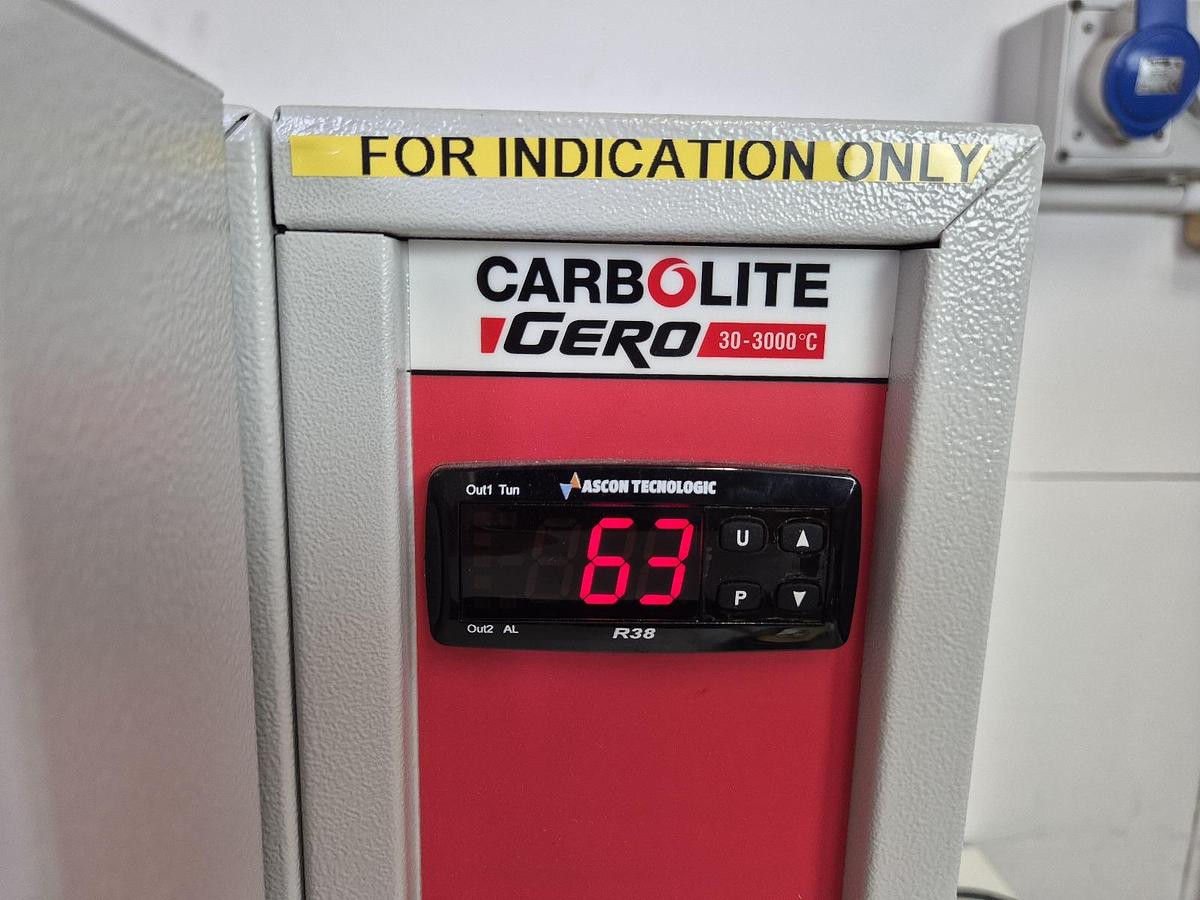 FOR INDICATION ONLY
CARBOLITE
GERO 30-3000°C
Out1 Tun ASCON TECNOLOGIC
63
U
P
Out2 AL
R38